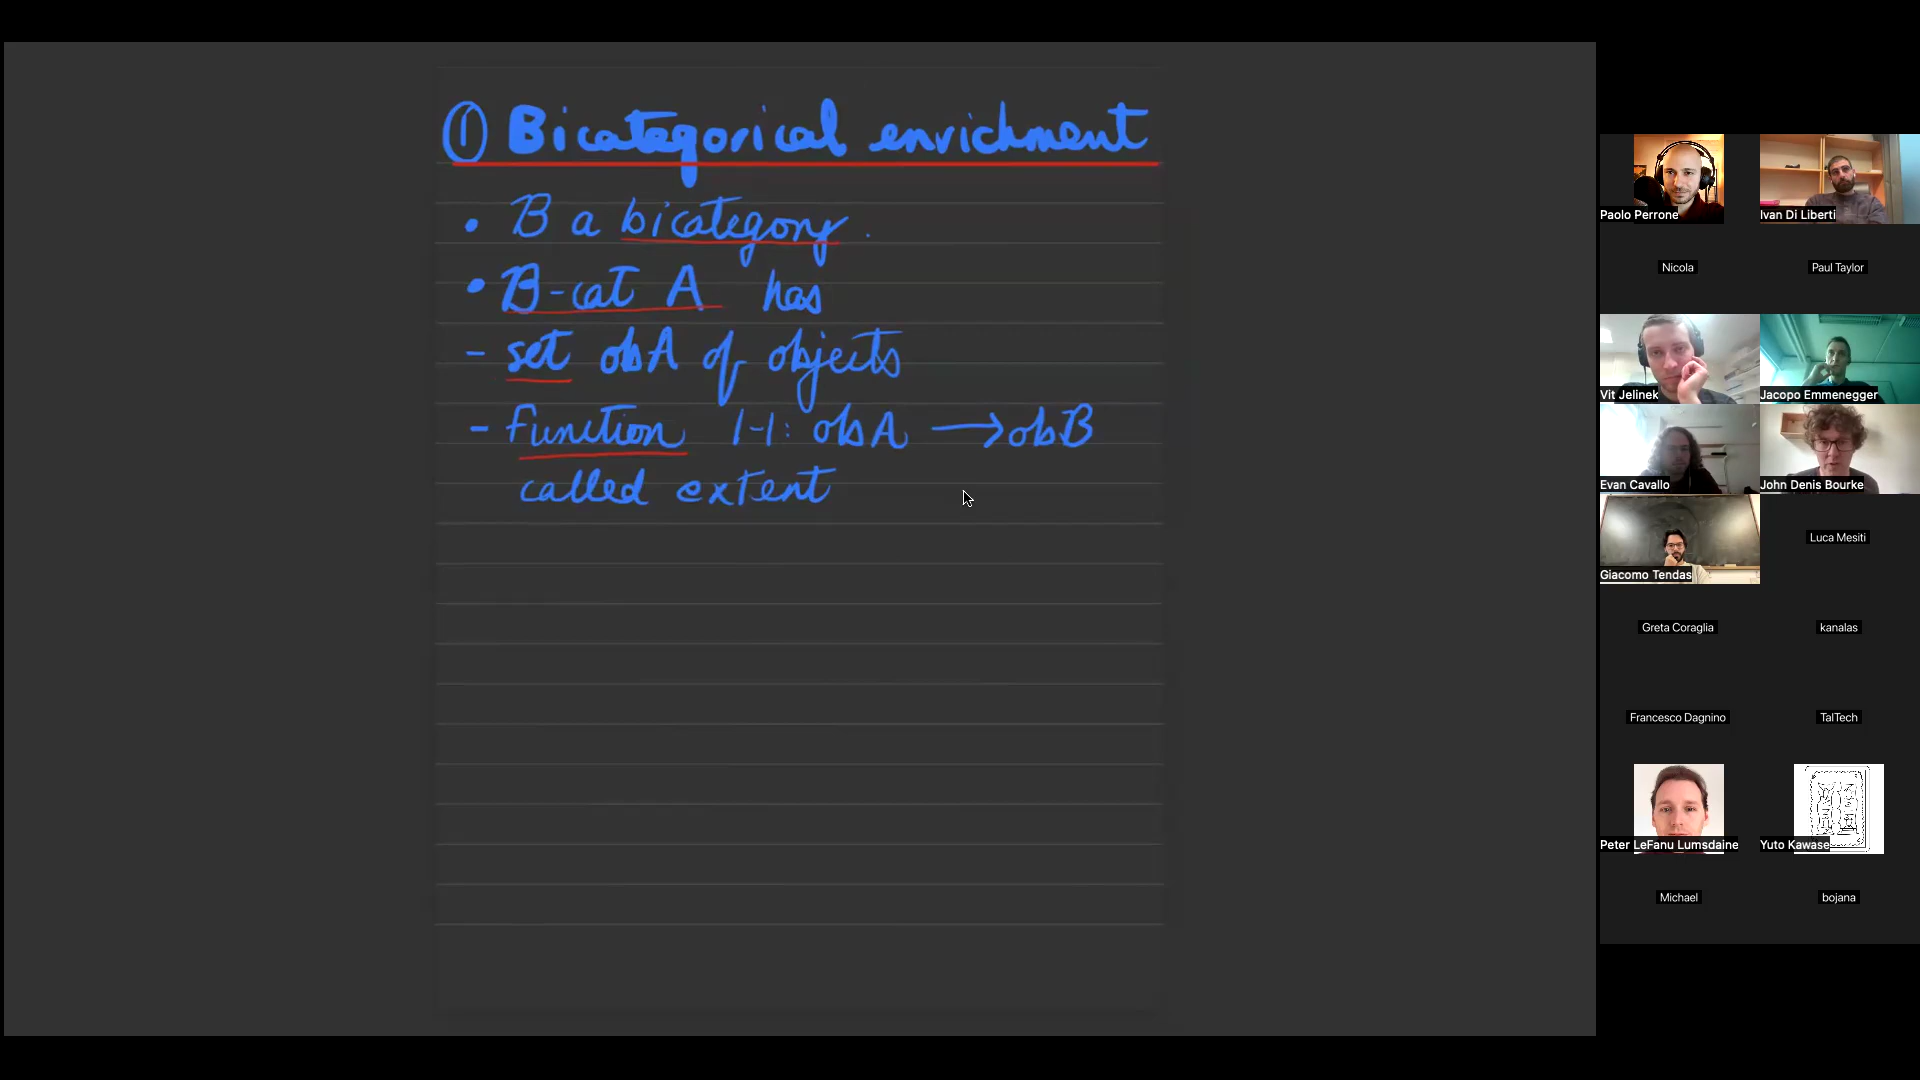 ① Bicategorical enrichment
• B a bicategory.
• B-cat A has
- set obA of objects
- Function |-|: obA → obB
called extent
Paolo Perrone
Ivan Di Liberti
Nicola
Paul Taylor
Vit Jelinek
Jacopo Emmenegger
Evan Cavallo
John Denis Bourke
Giacomo Tendas
Luca Mesiti
Greta Coraglia
kanalas
Francesco Dagnino
TalTech
Peter LeFanu Lumsdaine
Yuto Kawase
Michael
bojana